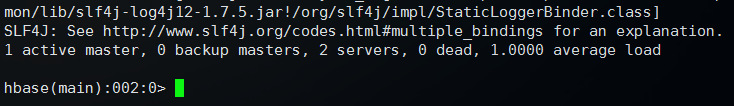 mon/lib/slf4j-log4j12-1.7.5.jar!/org/slf4j/impl/StaticLoggerBinder.class]
SLF4J: See http://www.slf4j.org/codes.html#multiple_bindings for an explanation.
1 active master, 0 backup masters, 2 servers, 0 dead, 1.0000 average load
hbase(main):002:0>